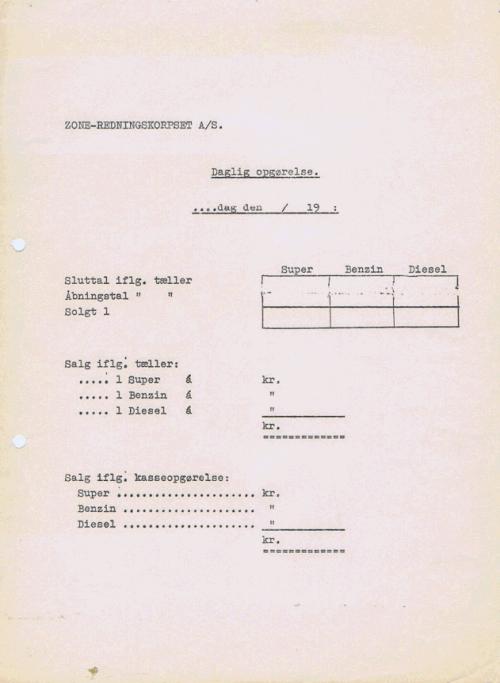 ZONE-REDNINGSKORPSET A/S.
Daglig opgørelse.
....dag den / 19 :
Super Benzin Diesel
Sluttal iflg. tæller
Åbningstal " "
Solgt l
Salg iflg. tæller:
..... l Super á kr.
..... l Benzin á "
..... l Diesel á "
kr.
Salg iflg. kasseopgørelse:
Super ...................... kr.
Benzin ..................... "
Diesel ..................... "
kr.